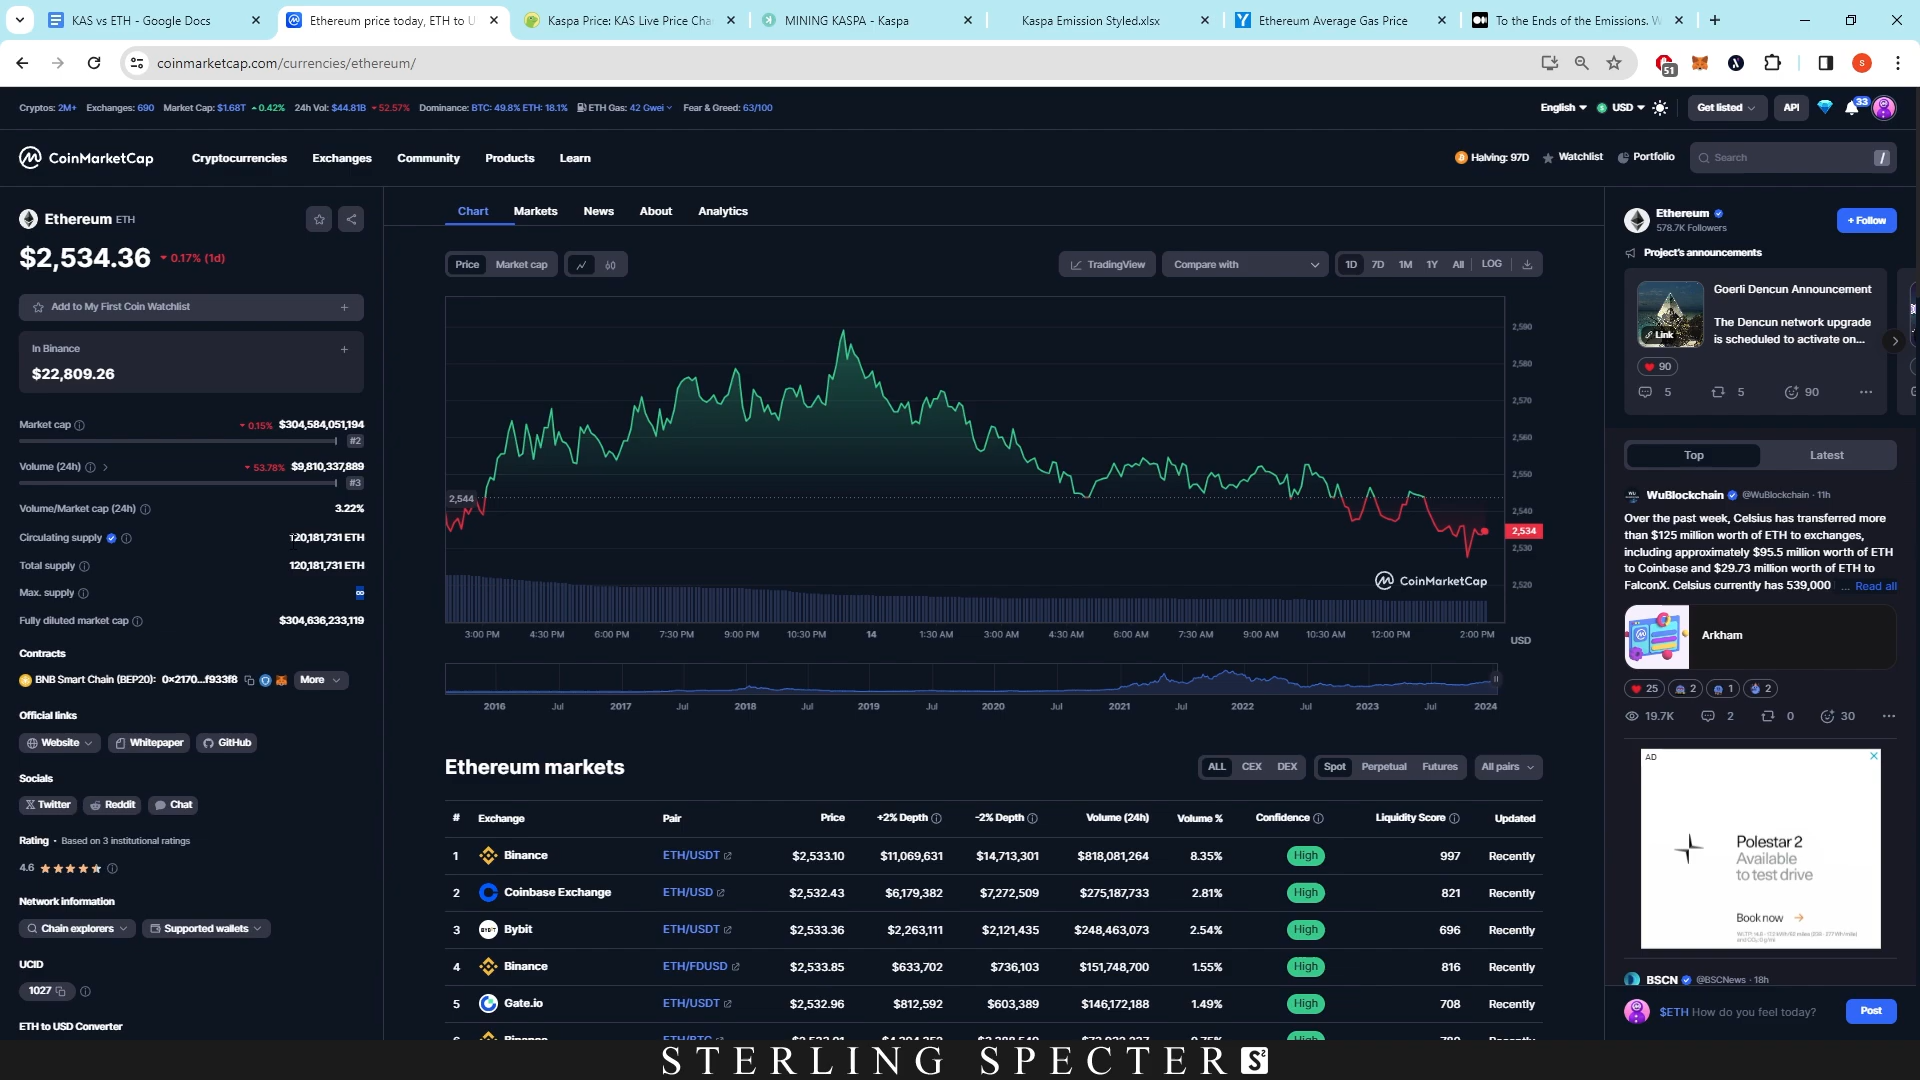 KAS vs ETH - Google Docs
Ethereum price today, ETH to U
Kaspa Price: KAS Live Price Cha
MINING KASPA - Kaspa
Kaspa Emission Styled.xlsx
Ethereum Average Gas Price
To the Ends of the Emissions. W
coinmarketcap.com/currencies/ethereum/
51
S
Cryptos: 2M+ Exchanges: 690 Market Cap: $1.68T 0.42% 24h Vol: $44.81B 52.57% Dominance: BTC: 49.8% ETH: 18.1% ETH Gas: 42 Gwei Fear & Greed: 63/100
English USD Get listed API 33
CoinMarketCap Cryptocurrencies Exchanges Community Products Learn
Halving: 97D Watchlist Portfolio Search /
Ethereum ETH
$2,534.36 0.17% (1d)
Add to My First Coin Watchlist +
In Binance +
$22,809.26
Market cap 0.15% $304,584,051,194
#2
Volume (24h) 53.78% $9,810,337,889
#3
Volume/Market cap (24h) 3.22%
Circulating supply 120,181,731 ETH
Total supply 120,181,731 ETH
Max. supply ∞
Fully diluted market cap $304,636,233,119
Contracts
BNB Smart Chain (BEP20): 0x2170...f933f8 More
Official links
Website Whitepaper GitHub
Socials
Twitter Reddit Chat
Rating · Based on 3 institutional ratings
4.6
Network information
Chain explorers Supported wallets
UCID
1027
ETH to USD Converter
Chart Markets News About Analytics
Price Market cap
TradingView Compare with 1D 7D 1M 1Y All LOG
2,590
2,580
2,570
2,560
2,550
2,544
2,540
2,534
2,530
2,520
CoinMarketCap
3:00 PM 4:30 PM 6:00 PM 7:30 PM 9:00 PM 10:30 PM 14 1:30 AM 3:00 AM 4:30 AM 6:00 AM 7:30 AM 9:00 AM 10:30 AM 12:00 PM 2:00 PM USD
2016 Jul 2017 Jul 2018 Jul 2019 Jul 2020 Jul 2021 Jul 2022 Jul 2023 Jul 2024
Ethereum markets
ALL CEX DEX Spot Perpetual Futures All pairs
# Exchange Pair Price +2% Depth -2% Depth Volume (24h) Volume % Confidence Liquidity Score Updated
1 Binance ETH/USDT $2,533.10 $11,069,631 $14,713,301 $818,081,264 8.35% High 997 Recently
2 Coinbase Exchange ETH/USD $2,532.43 $6,179,382 $7,272,509 $275,187,733 2.81% High 821 Recently
3 Bybit ETH/USDT $2,533.36 $2,263,111 $2,121,435 $248,463,073 2.54% High 696 Recently
4 Binance ETH/FDUSD $2,533.85 $633,702 $736,103 $151,748,700 1.55% High 816 Recently
5 Gate.io ETH/USDT $2,532.96 $812,592 $603,389 $146,172,188 1.49% High 708 Recently
Ethereum
578.7K Followers
+ Follow
Project's announcements
Link
Goerli Dencun Announcement
The Dencun network upgrade
is scheduled to activate on...
90
5 5 90
Top Latest
WuBlockchain @WuBlockchain · 11h
Over the past week, Celsius has transferred more
than $125 million worth of ETH to exchanges,
including approximately $95.5 million worth of ETH
to Coinbase and $29.73 million worth of ETH to
FalconX. Celsius currently has 539,000 ... Read all
Arkham
25 2 1 2
19.7K 2 0 30
AD
Polestar 2
Available
to test drive
Book now
BSCN @BSCNews · 18h
$ETH How do you feel today? Post
STERLING SPECTER